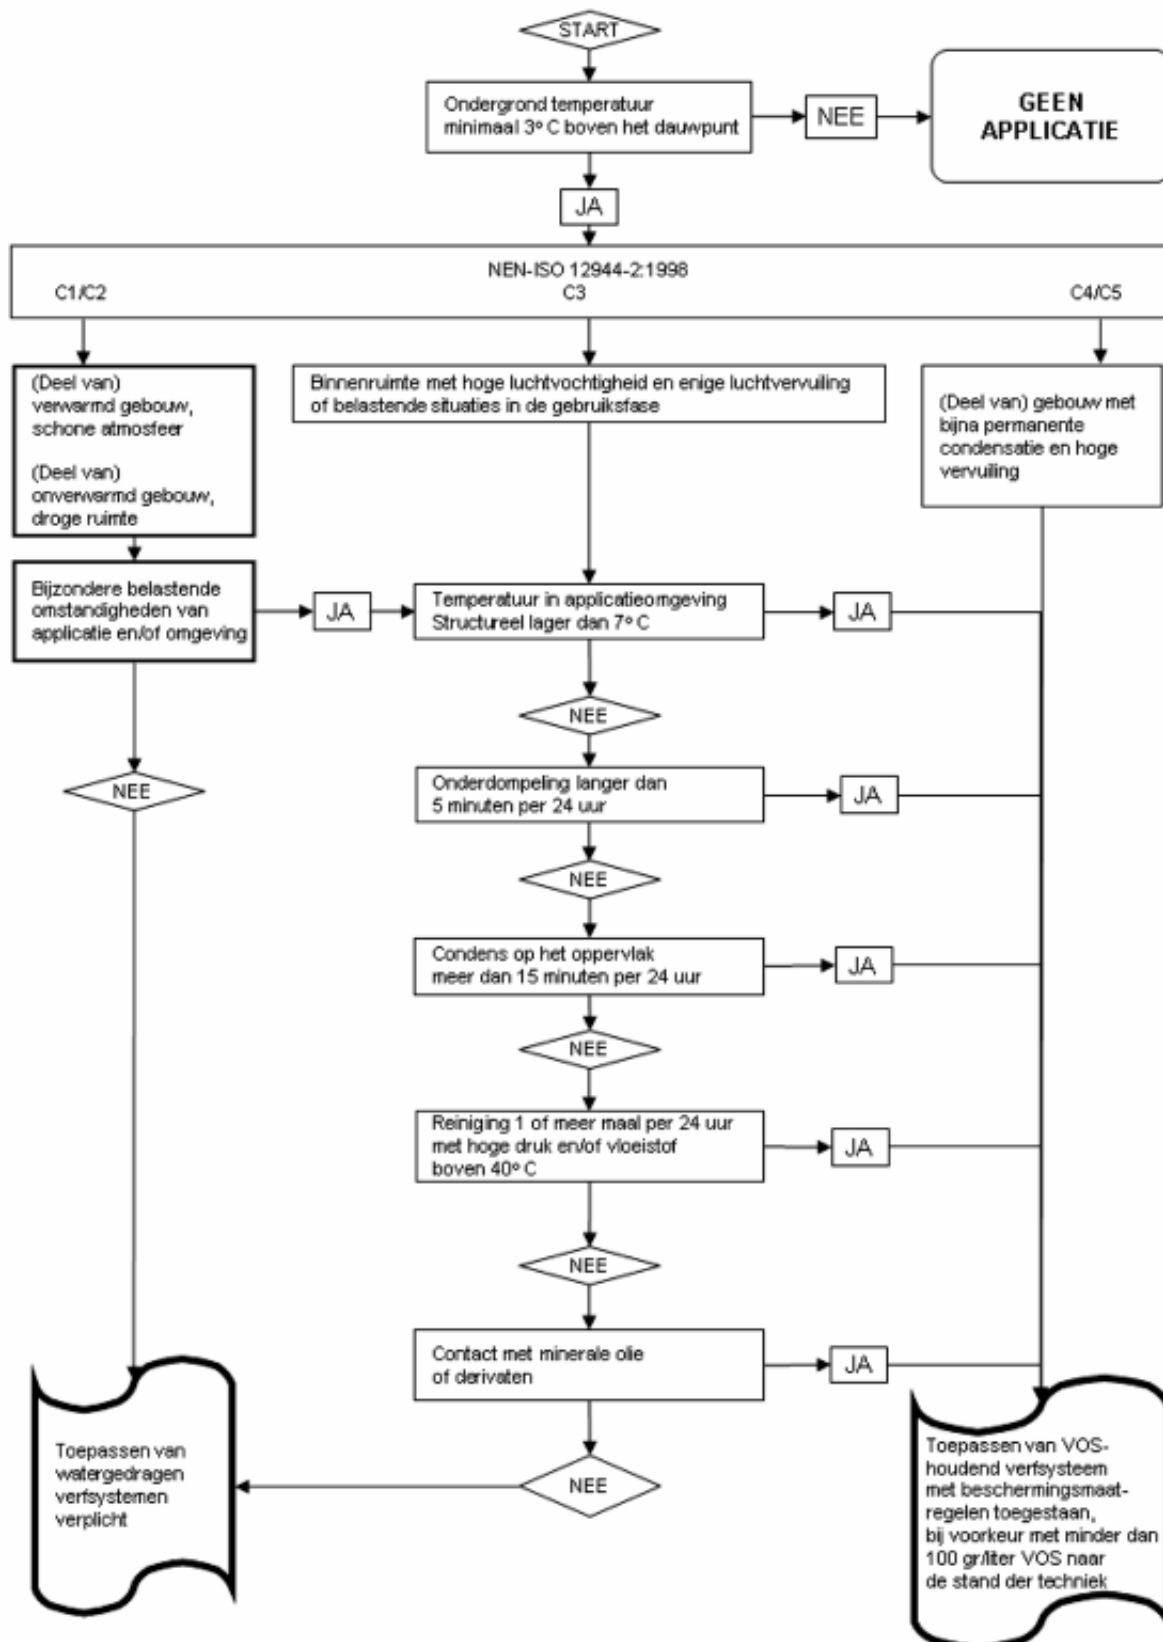 START
Ondergrond temperatuur
minimaal 3º C boven het dauwpunt
NEE
GEEN
APPLICATIE
JA
NEN-ISO 12944-2:1998
C1/C2
C3
C4/C5
(Deel van)
verwarmd gebouw,
schone atmosfeer
(Deel van)
onverwarmd gebouw,
droge ruimte
Binnenruimte met hoge luchtvochtigheid en enige luchtvervuiling
of belastende situaties in de gebruiksfase
(Deel van) gebouw met
bijna permanente
condensatie en hoge
vervuiling
Bijzondere belastende
omstandigheden van
applicatie en/of omgeving
JA
Temperatuur in applicatieomgeving
Structureel lager dan 7º C
JA
NEE
NEE
Onderdompeling langer dan
5 minuten per 24 uur
JA
NEE
Condens op het oppervlak
meer dan 15 minuten per 24 uur
JA
NEE
Reiniging 1 of meer maal per 24 uur
met hoge druk en/of vloeistof
boven 40º C
JA
NEE
Contact met minerale olie
of derivaten
JA
NEE
Toepassen van
watergedragen
verfsystemen
verplicht
Toepassen van VOS-
houdend verfsysteem
met beschermingsmaat-
regelen toegestaan,
bij voorkeur met minder dan
100 gr/liter VOS naar
de stand der techniek